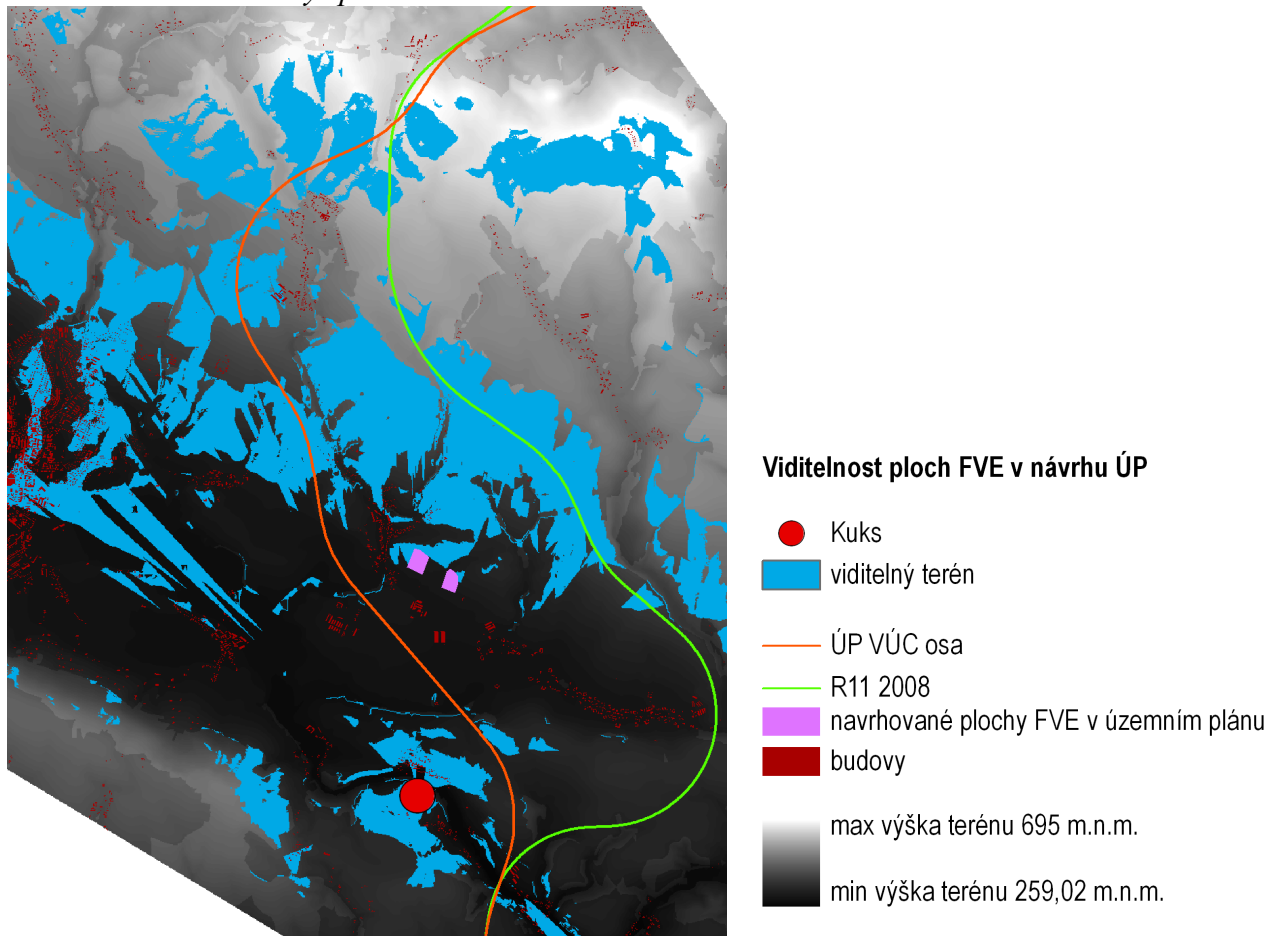 Viditelnost ploch FVE v návrhu ÚP
Kuks
viditelný terén
ÚP VÚC osa
R11 2008
navrhované plochy FVE v územním plánu
budovy
max výška terénu 695 m.n.m.
min výška terénu 259,02 m.n.m.